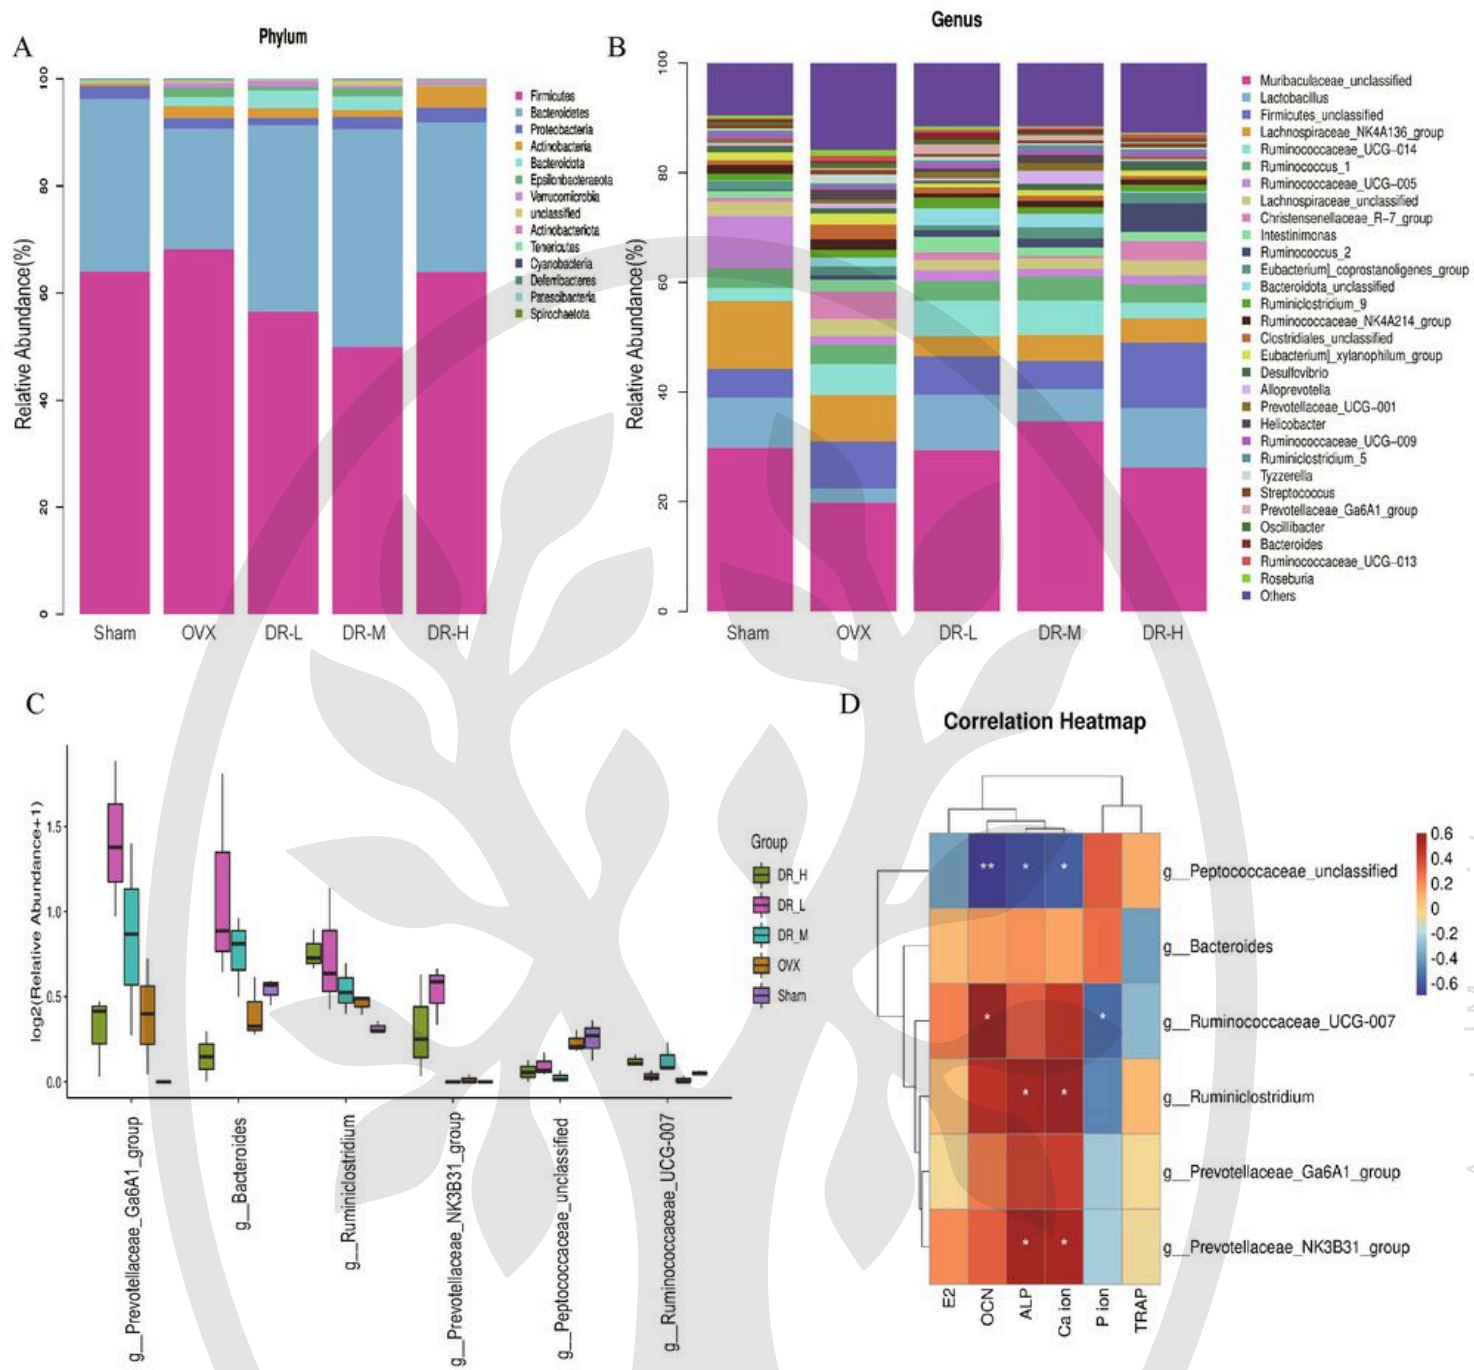 A
Phylum
Relative Abundance(%)
100
80
60
40
20
0
Sham
OVX
DR-L
DR-M
DR-H
Firmicutes
Bacteroidetes
Proteobacteria
Actinobacteria
Bacteroidota
Epsilonbacteraeota
Verrucomicrobia
unclassified
Actinobacteriota
Tenericutes
Cyanobacteria
Deferribacteres
Patescibacteria
Spirochaetota
B
Genus
Relative Abundance(%)
100
80
60
40
20
0
Sham
OVX
DR-L
DR-M
DR-H
Muribaculaceae_unclassified
Lactobacillus
Firmicutes_unclassified
Lachnospiraceae_NK4A136_group
Ruminococcaceae_UCG-014
Ruminococcus_1
Ruminococcaceae_UCG-005
Lachnospiraceae_unclassified
Christensenellaceae_R-7_group
Intestinimonas
Ruminococcus_2
Eubacterium]_coprostanoligenes_group
Bacteroidota_unclassified
Ruminiclostridium_9
Ruminococcaceae_NK4A214_group
Clostridiales_unclassified
Eubacterium]_xylanophilum_group
Desulfovibrio
Alloprevotella
Prevotellaceae_UCG-001
Helicobacter
Ruminococcaceae_UCG-009
Ruminiclostridium_5
Tyzzerella
Streptococcus
Prevotellaceae_Ga6A1_group
Oscillibacter
Bacteroides
Ruminococcaceae_UCG-013
Roseburia
Others
C
log2(Relative Abundance+1)
1.5
1.0
0.5
0.0
g__Prevotellaceae_Ga6A1_group
g__Bacteroides
g__Ruminiclostridium
g__Prevotellaceae_NK3B31_group
g__Peptococcaceae_unclassified
g__Ruminococcaceae_UCG-007
Group
DR_H
DR_L
DR_M
OVX
Sham
D
Correlation Heatmap
** * *
* *
* *
* *
g__Peptococcaceae_unclassified
g__Bacteroides
g__Ruminococcaceae_UCG-007
g__Ruminiclostridium
g__Prevotellaceae_Ga6A1_group
g__Prevotellaceae_NK3B31_group
E2
OCN
ALP
Ca ion
P ion
TRAP
0.6
0.4
0.2
0
-0.2
-0.4
-0.6